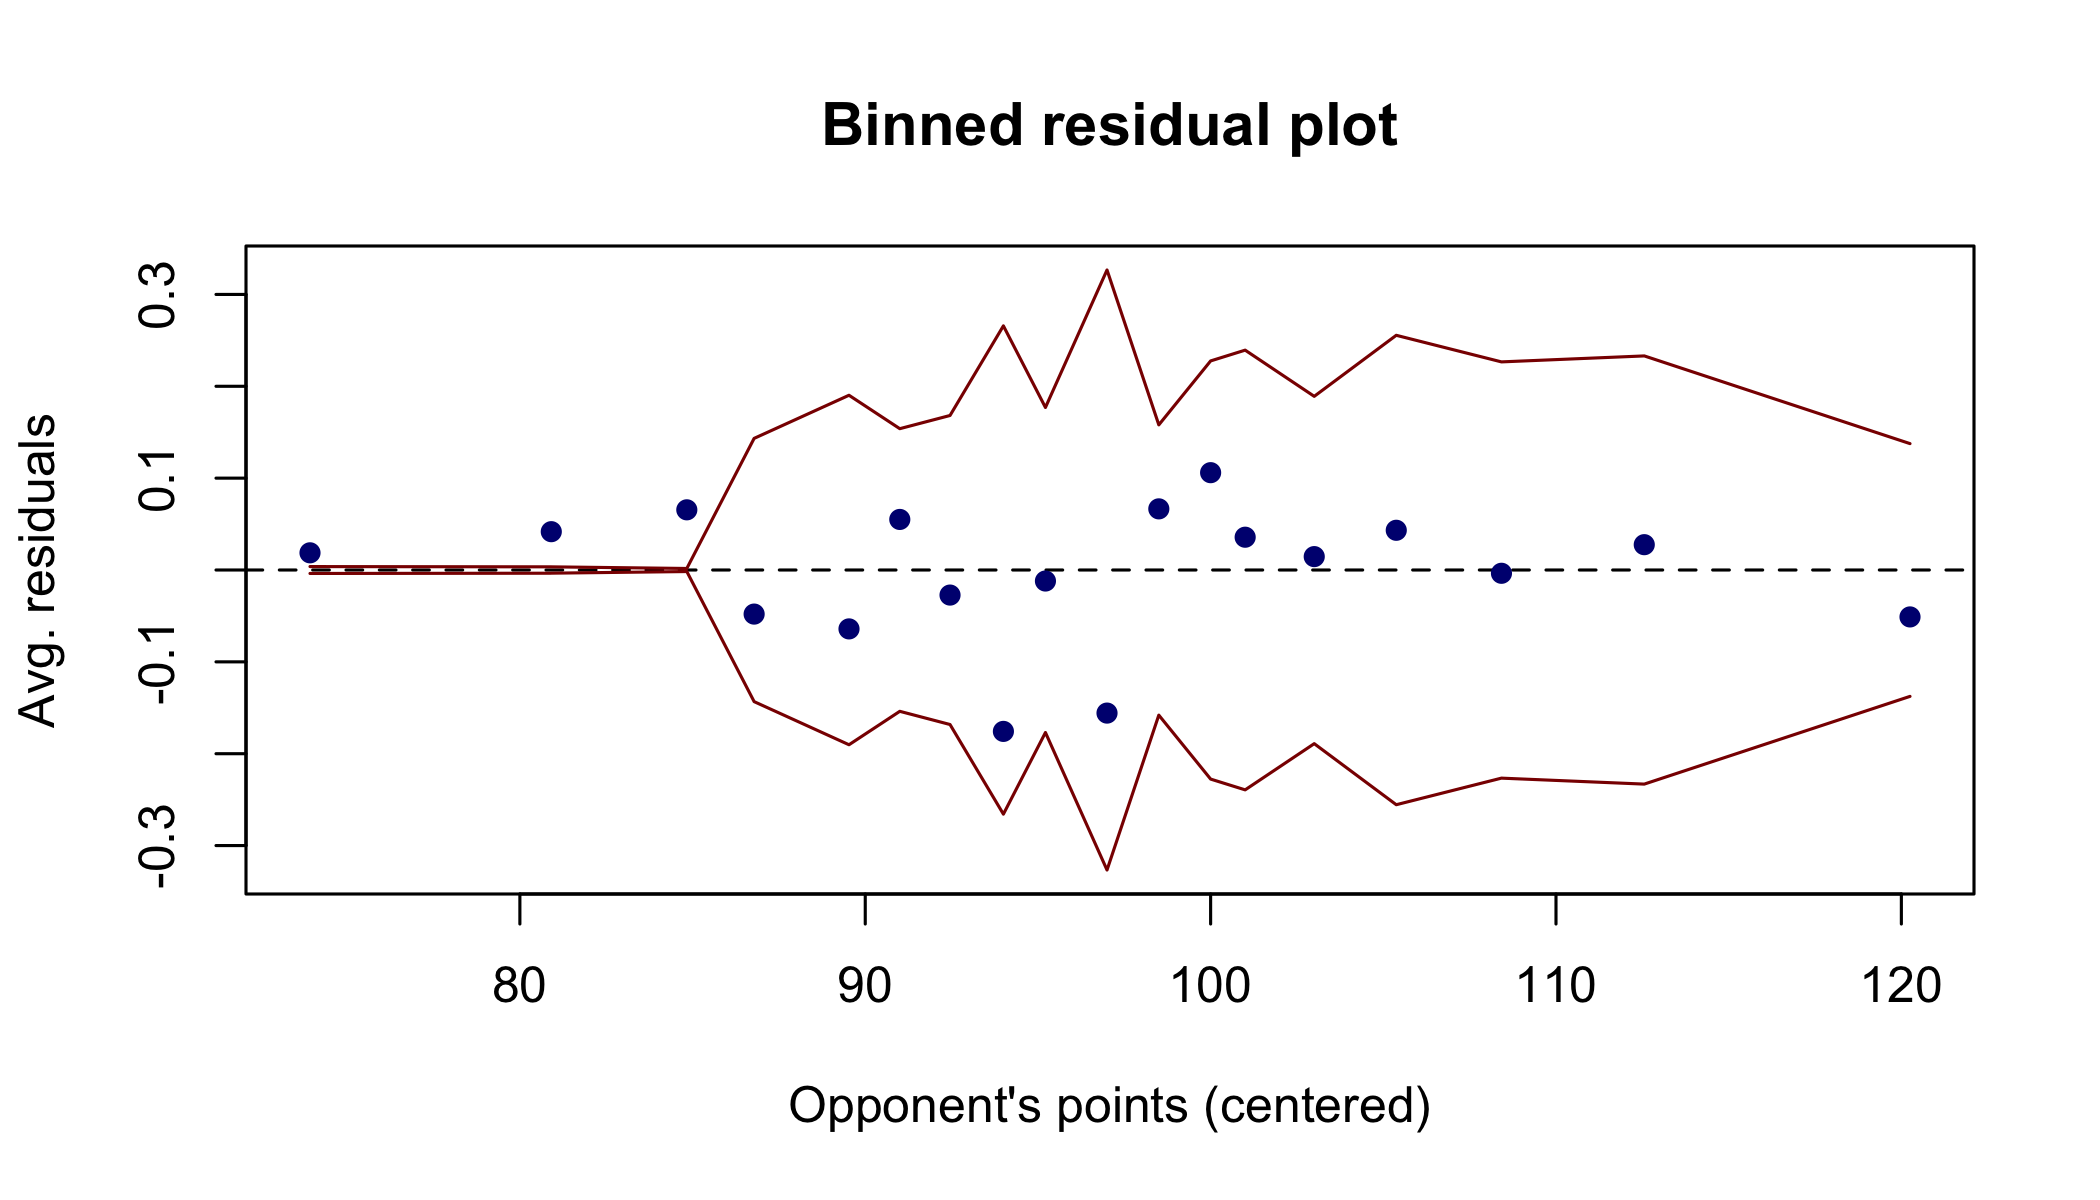 Binned residual plot
Avg. residuals
0.3
0.1
-0.1
-0.3
80 90 100 110 120
Opponent's points (centered)